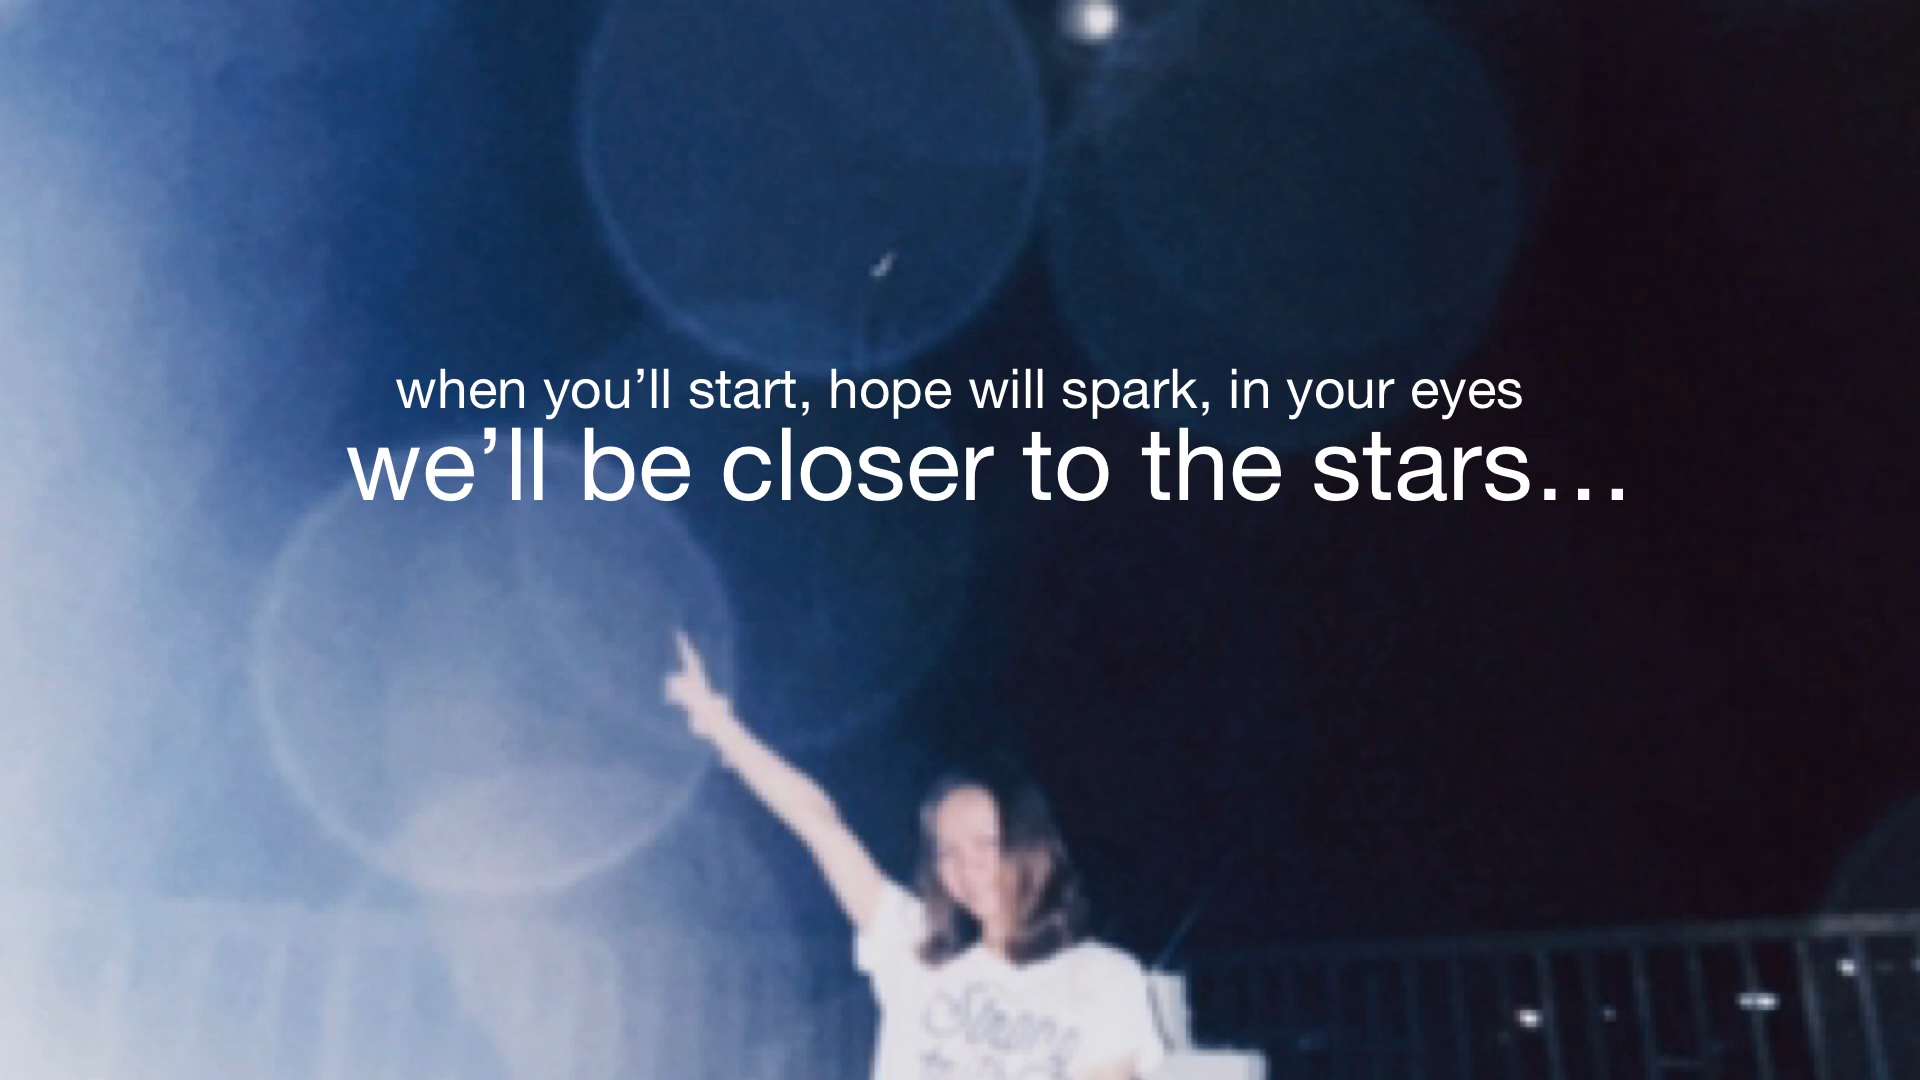 when you’ll start, hope will spark, in your eyes
we’ll be closer to the stars…